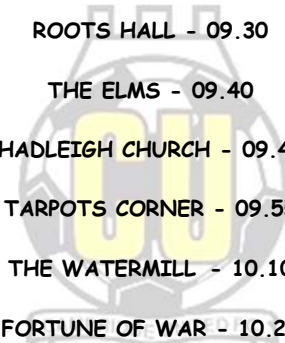 ROOTS HALL - 09.30
THE ELMS - 09.40
HADLEIGH CHURCH - 09.4
TARPOTS CORNER - 09.5
THE WATERMILL - 10.10
FORTUNE OF WAR - 10.2
CU